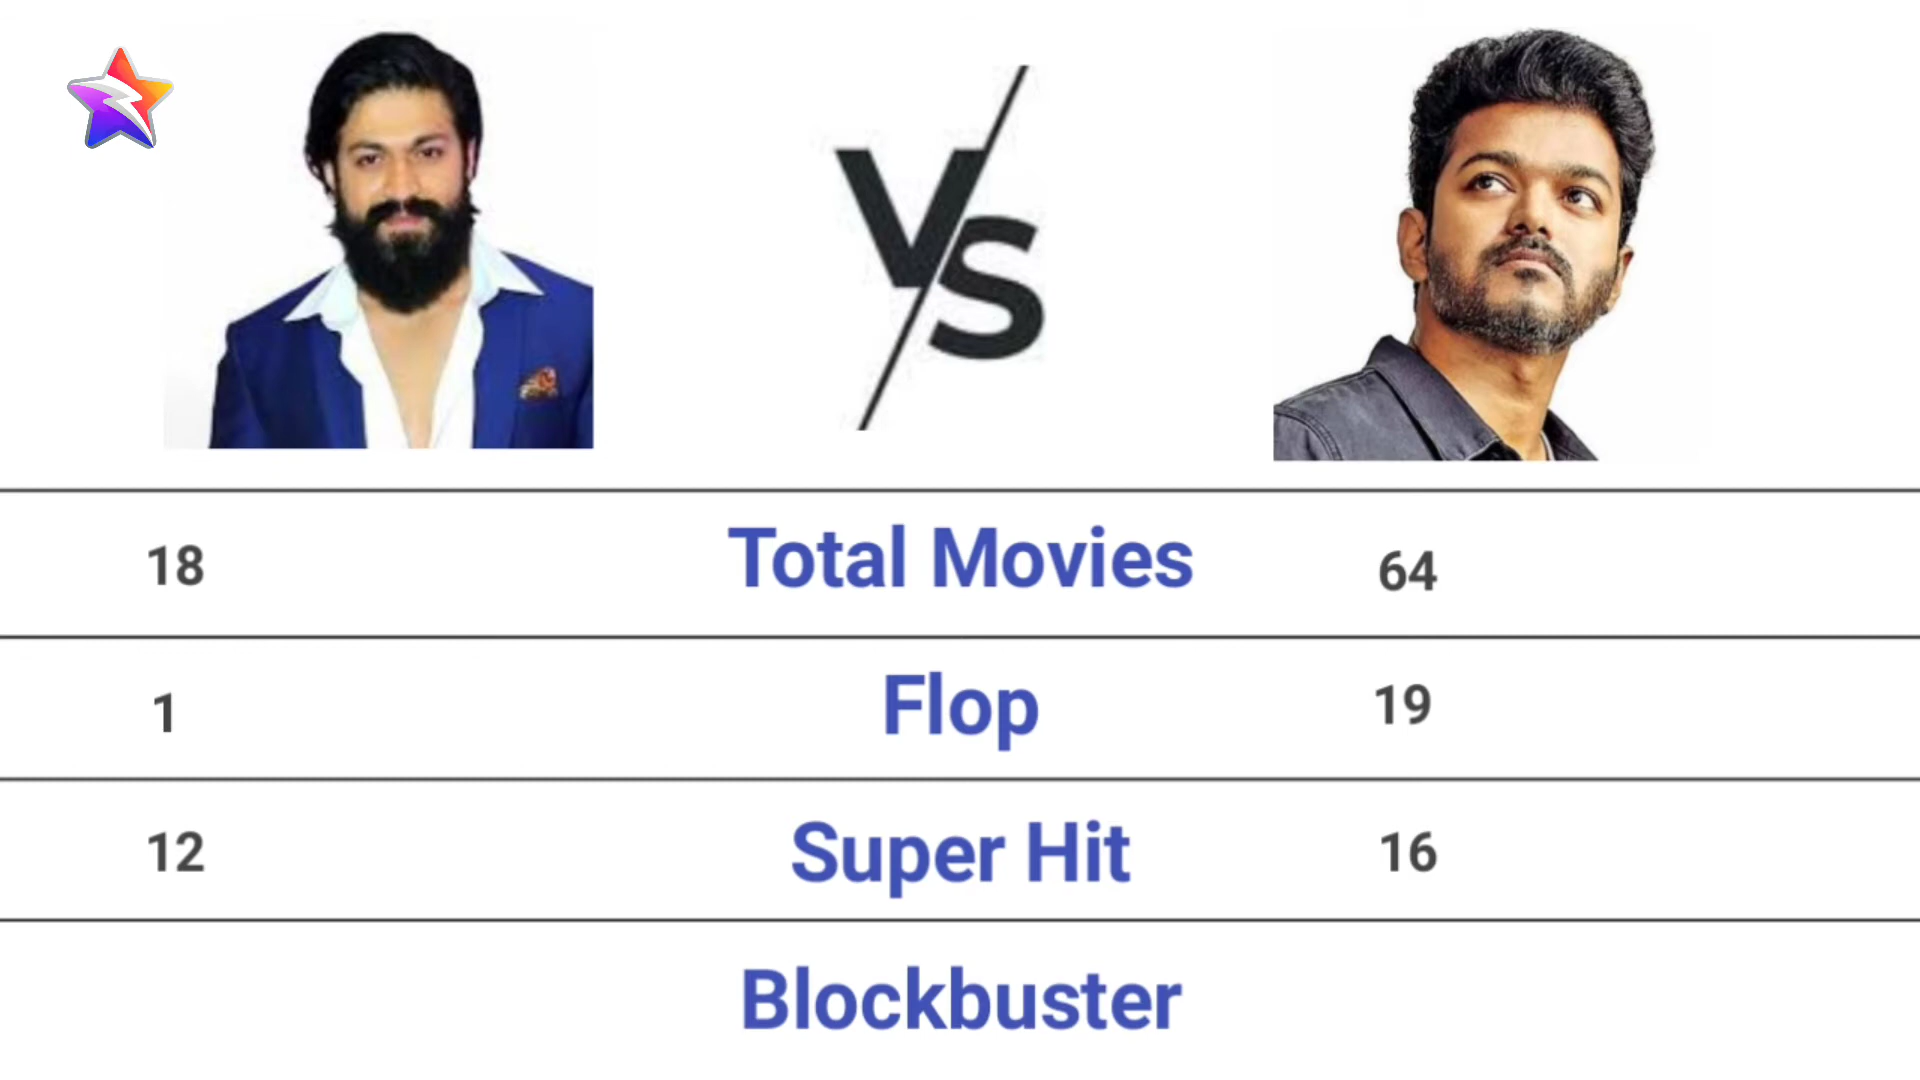 VS
18 Total Movies 64
1 Flop 19
12 Super Hit 16
Blockbuster